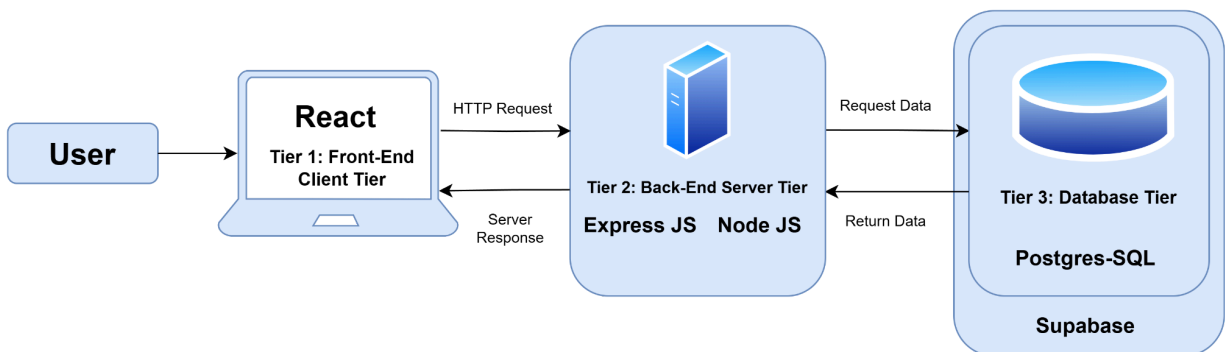 User
React
Tier 1: Front-End
Client Tier
HTTP Request
Server
Response
Tier 2: Back-End Server Tier
Express JS Node JS
Request Data
Return Data
Tier 3: Database Tier
Postgres-SQL
Supabase